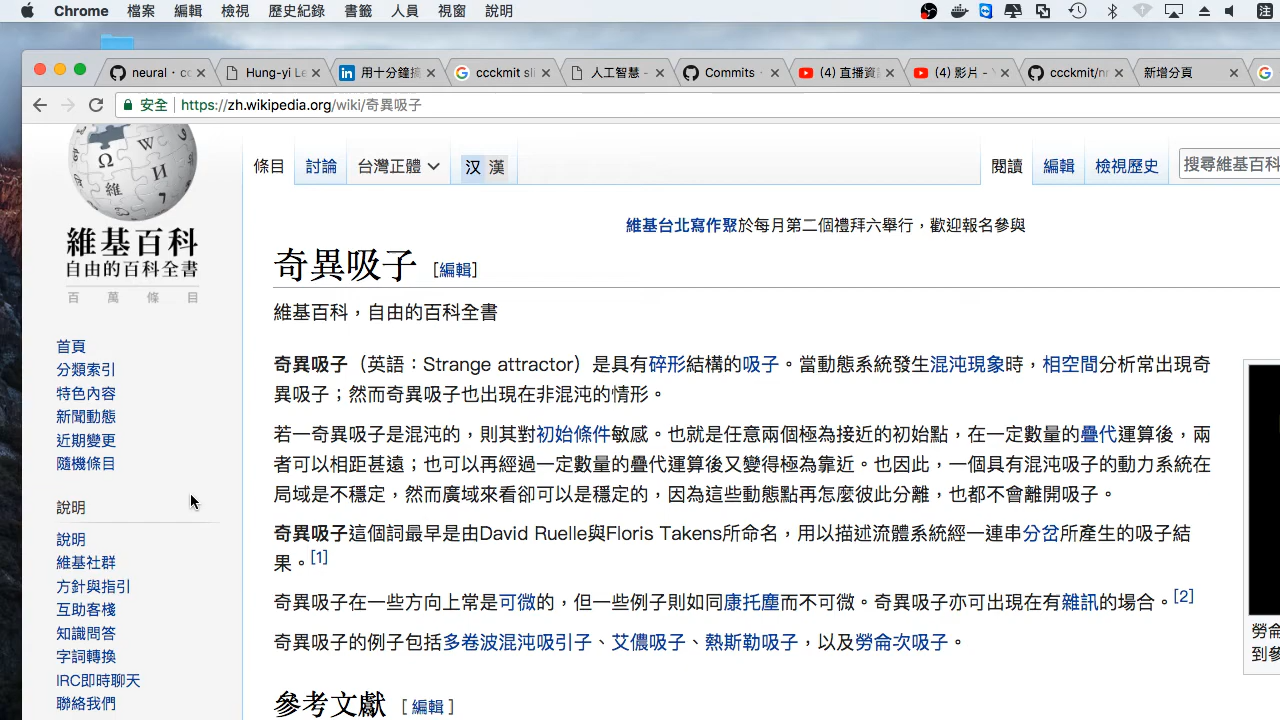 Chrome 檔案 編輯 檢視 歷史紀錄 書籤 人員 視窗 說明 注
neural · cc Hung-yi Le 用十分鐘搞 ccckmit sli 人工智慧 - Commits · (4) 直播資訊 (4) 影片 - Y ccckmit/nn 新增分頁
安全 https://zh.wikipedia.org/wiki/奇異吸子
條目 討論 台灣正體 汉 漢 閱讀 編輯 檢視歷史 搜尋維基百科
維基台北寫作聚於每月第二個禮拜六舉行，歡迎報名參與
維基百科
自由的百科全書
百萬條目
首頁
分類索引
特色內容
新聞動態
近期變更
隨機條目
說明
說明
維基社群
方針與指引
互助客棧
知識問答
字詞轉換
IRC即時聊天
聯絡我們
奇異吸子 [編輯]
維基百科，自由的百科全書
奇異吸子（英語：Strange attractor）是具有碎形結構的吸子。當動態系統發生混沌現象時，相空間分析常出現奇
異吸子；然而奇異吸子也出現在非混沌的情形。
若一奇異吸子是混沌的，則其對初始條件敏感。也就是任意兩個極為接近的初始點，在一定數量的疊代運算後，兩
者可以相距甚遠；也可以再經過一定數量的疊代運算後又變得極為靠近。也因此，一個具有混沌吸子的動力系統在
局域是不穩定，然而廣域來看卻可以是穩定的，因為這些動態點再怎麼彼此分離，也都不會離開吸子。
奇異吸子這個詞最早是由David Ruelle與Floris Takens所命名，用以描述流體系統經一連串分岔所產生的吸子結
果。[1]
奇異吸子在一些方向上常是可微的，但一些例子則如同康托塵而不可微。奇異吸子亦可出現在有雜訊的場合。[2]
奇異吸子的例子包括多卷波混沌吸引子、艾儂吸子、熱斯勒吸子，以及勞侖次吸子。
勞侖
到參
參考文獻 [編輯]